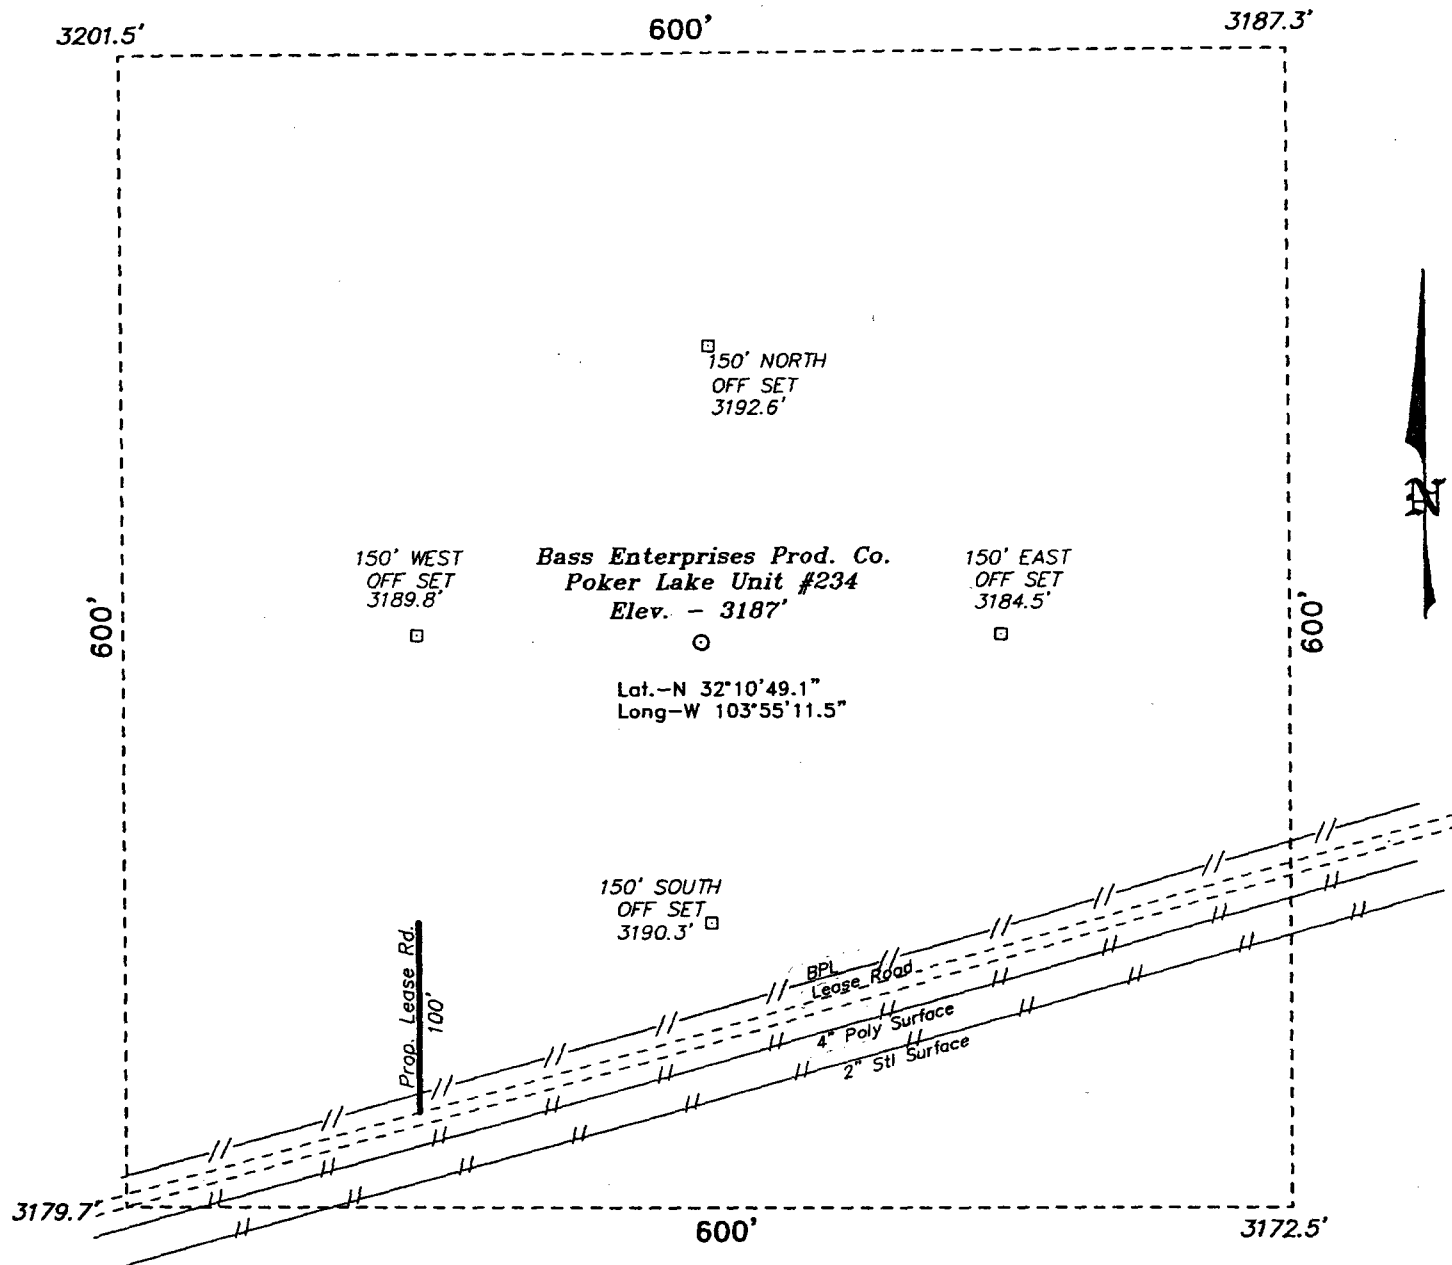 3201.5'
600'
3187.3'
150' NORTH
OFF SET
3192.6'
N
150' WEST
OFF SET
3189.8'
Bass Enterprises Prod. Co.
Poker Lake Unit #234
Elev. - 3187'
150' EAST
OFF SET
3184.5'
600'
600'
Lat.-N 32°10'49.1"
Long-W 103°55'11.5"
150' SOUTH
OFF SET
3190.3'
Prop. Lease Rd.
100'
BPL
Lease Road
4" Poly Surface
2" Stl Surface
3179.7'
600'
3172.5'